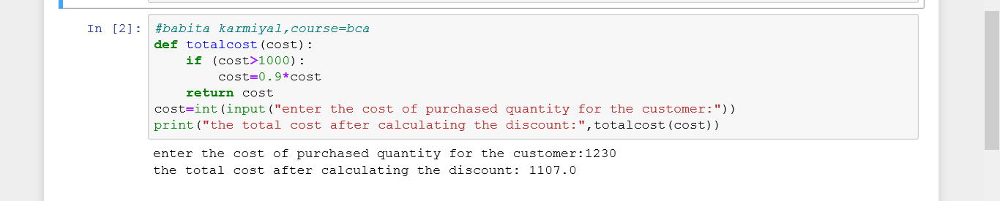 In [2]: #babita karmiyal,course=bca
def totalcost(cost):
    if (cost>1000):
        cost=0.9*cost
    return cost
cost=int(input("enter the cost of purchased quantity for the customer:"))
print("the total cost after calculating the discount:",totalcost(cost))
enter the cost of purchased quantity for the customer:1230
the total cost after calculating the discount: 1107.0